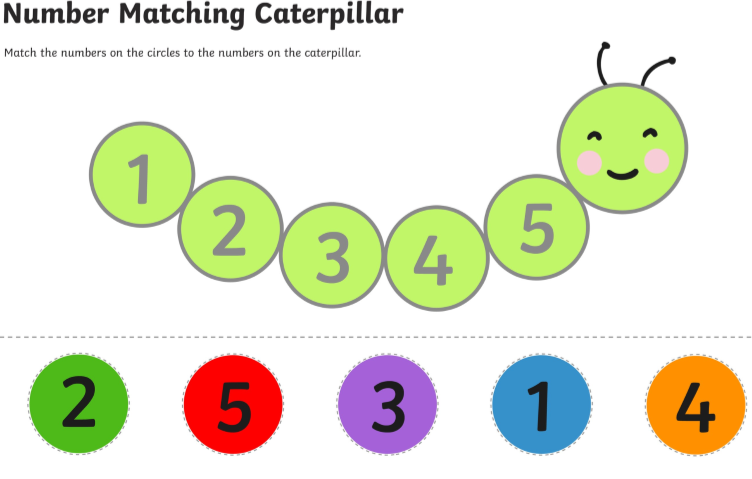 Number Matching Caterpillar
Match the numbers on the circles to the numbers on the caterpillar.
1
2
3
4
5
2 5 3 1 4